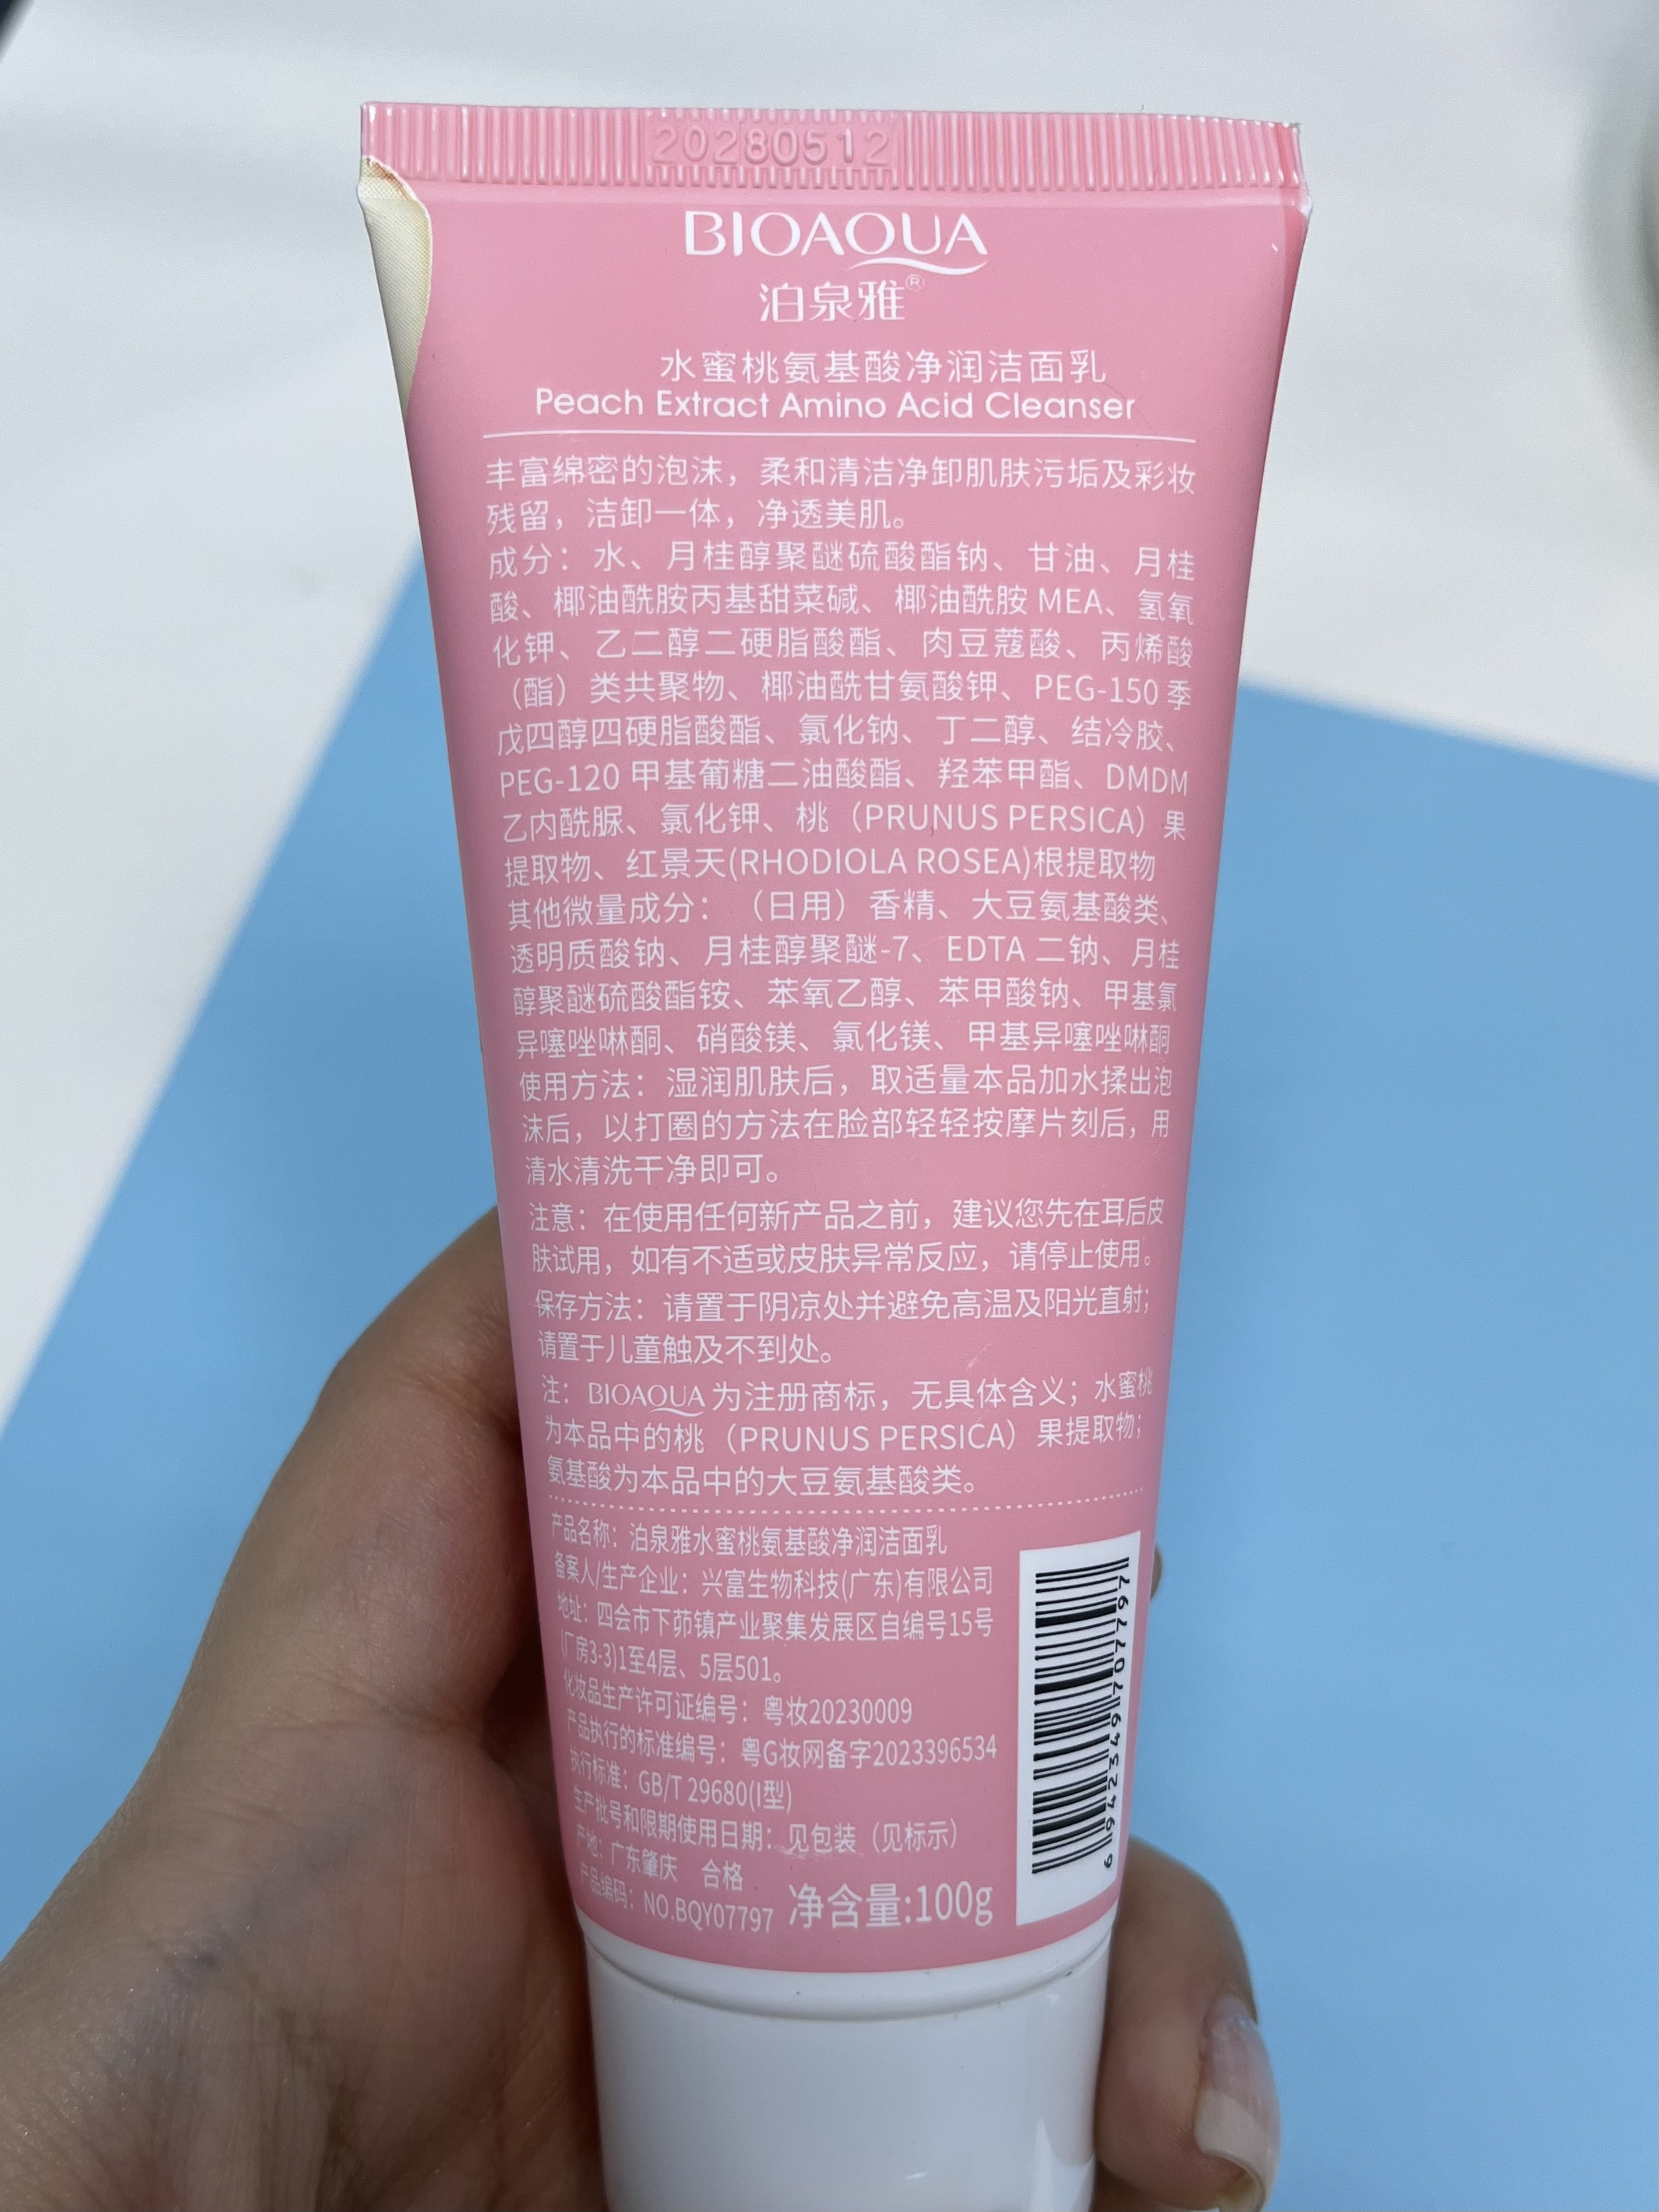 20280512
BIOAQUA
泊泉雅®
水蜜桃氨基酸净润洁面乳
Peach Extract Amino Acid Cleanser
丰富绵密的泡沫，柔和清洁净卸肌肤污垢及彩妆
残留，洁卸一体，净透美肌。
成分：水、月桂醇聚醚硫酸酯钠、甘油、月桂
酸、椰油酰胺丙基甜菜碱、椰油酰胺 MEA、氢氧
化钾、乙二醇二硬脂酸酯、肉豆蔻酸、丙烯酸
（酯）类共聚物、椰油酰甘氨酸钾、PEG-150 季
戊四醇四硬脂酸酯、氯化钠、丁二醇、结冷胶、
PEG-120 甲基葡糖二油酸酯、羟苯甲酯、DMDM
乙内酰脲、氯化钾、桃（PRUNUS PERSICA）果
提取物、红景天(RHODIOLA ROSEA)根提取物
其他微量成分：（日用）香精、大豆氨基酸类、
透明质酸钠、月桂醇聚醚-7、EDTA 二钠、月桂
醇聚醚硫酸酯铵、苯氧乙醇、苯甲酸钠、甲基氯
异噻唑啉酮、硝酸镁、氯化镁、甲基异噻唑啉酮
使用方法：湿润肌肤后，取适量本品加水揉出泡
沫后，以打圈的方法在脸部轻轻按摩片刻后，用
清水清洗干净即可。
注意：在使用任何新产品之前，建议您先在耳后皮
肤试用，如有不适或皮肤异常反应，请停止使用。
保存方法：请置于阴凉处并避免高温及阳光直射；
请置于儿童触及不到处。
注：BIOAQUA 为注册商标，无具体含义；水蜜桃
为本品中的桃（PRUNUS PERSICA）果提取物；
氨基酸为本品中的大豆氨基酸类。
产品名称：泊泉雅水蜜桃氨基酸净润洁面乳
备案人/生产企业：兴富生物科技(广东)有限公司
地址：四会市下茆镇产业聚集发展区自编号15号
(厂房3-3)1至4层、5层501。
化妆品生产许可证编号：粤妆20230009
产品执行的标准编号：粤G妆网备字2023396534
执行标准：GB/T 29680(I型)
生产批号和限期使用日期：见包装（见标示）
产地：广东肇庆 合格
产品编码：NO.BQY07797 净含量:100g
6942349707797